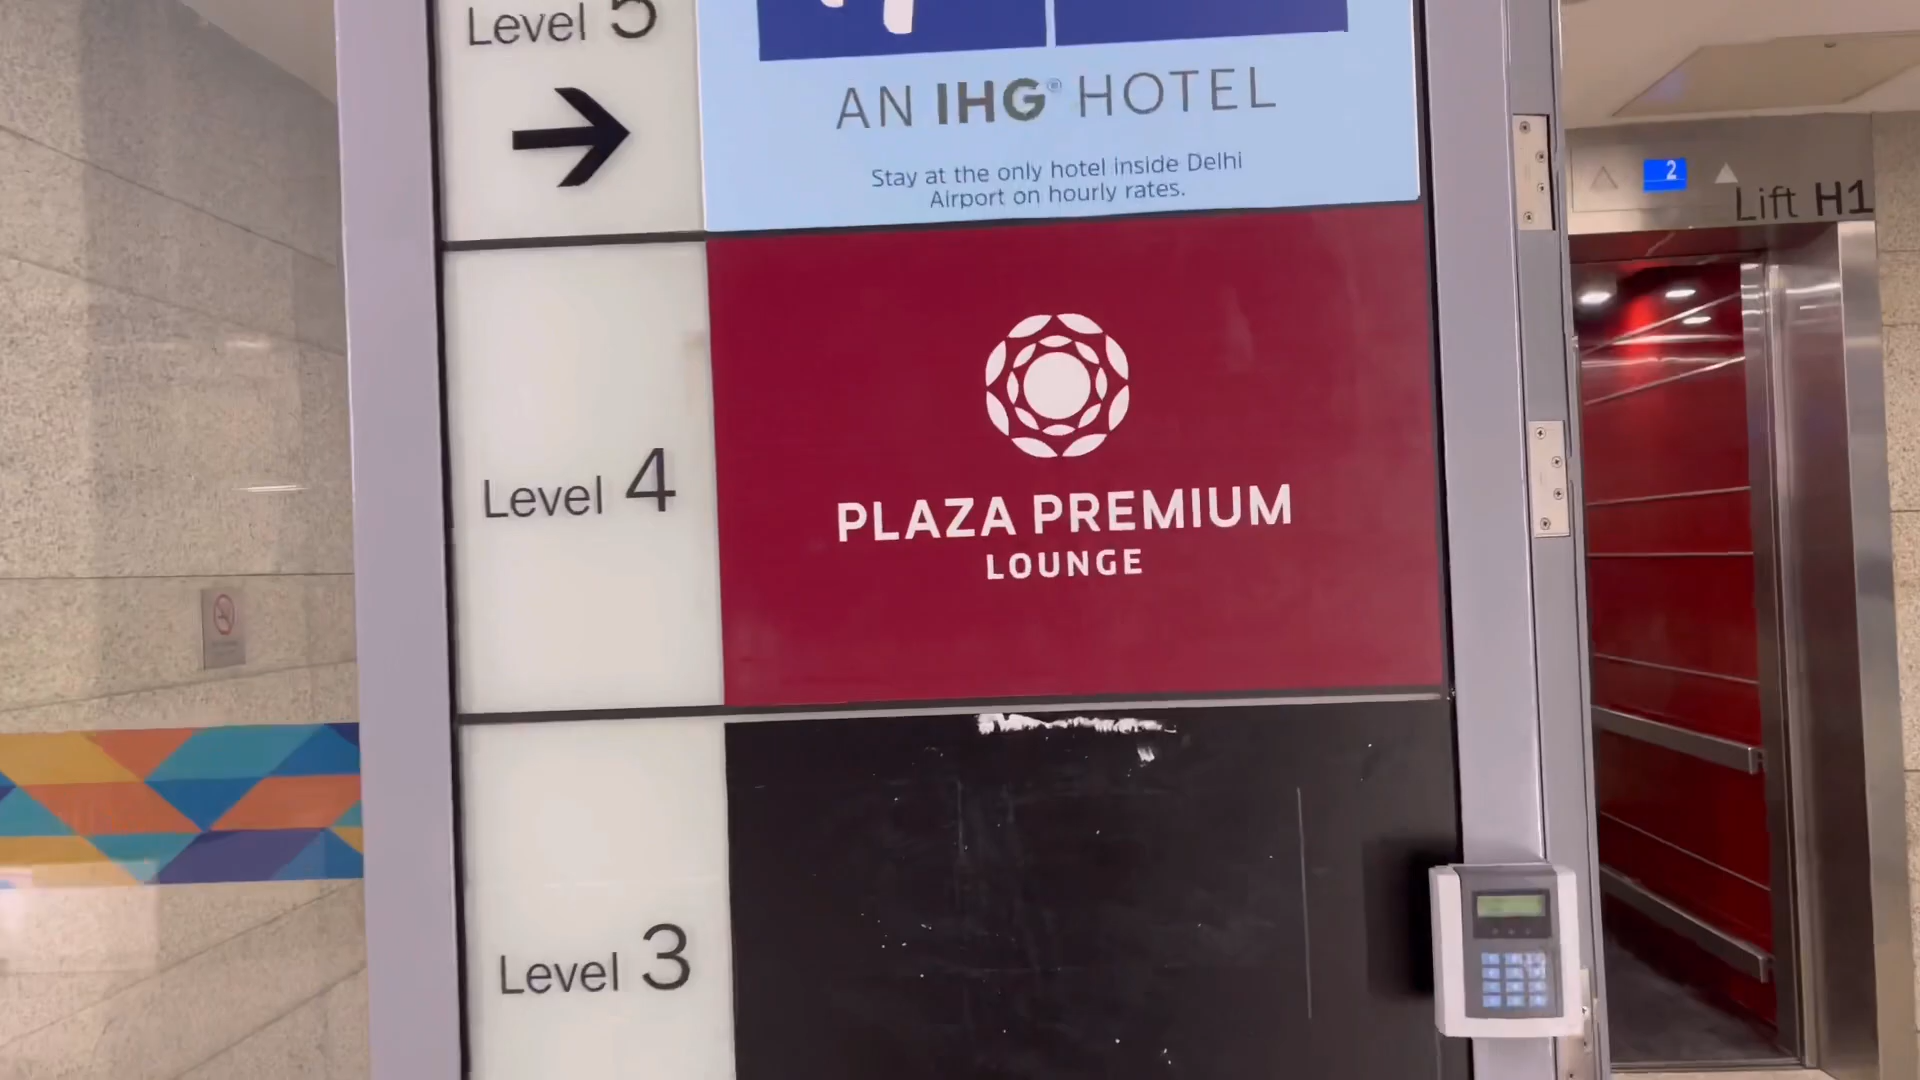 Level 5
AN IHG® HOTEL
Stay at the only hotel inside Delhi
Airport on hourly rates.
2
Lift H1
Level 4
PLAZA PREMIUM
LOUNGE
Level 3